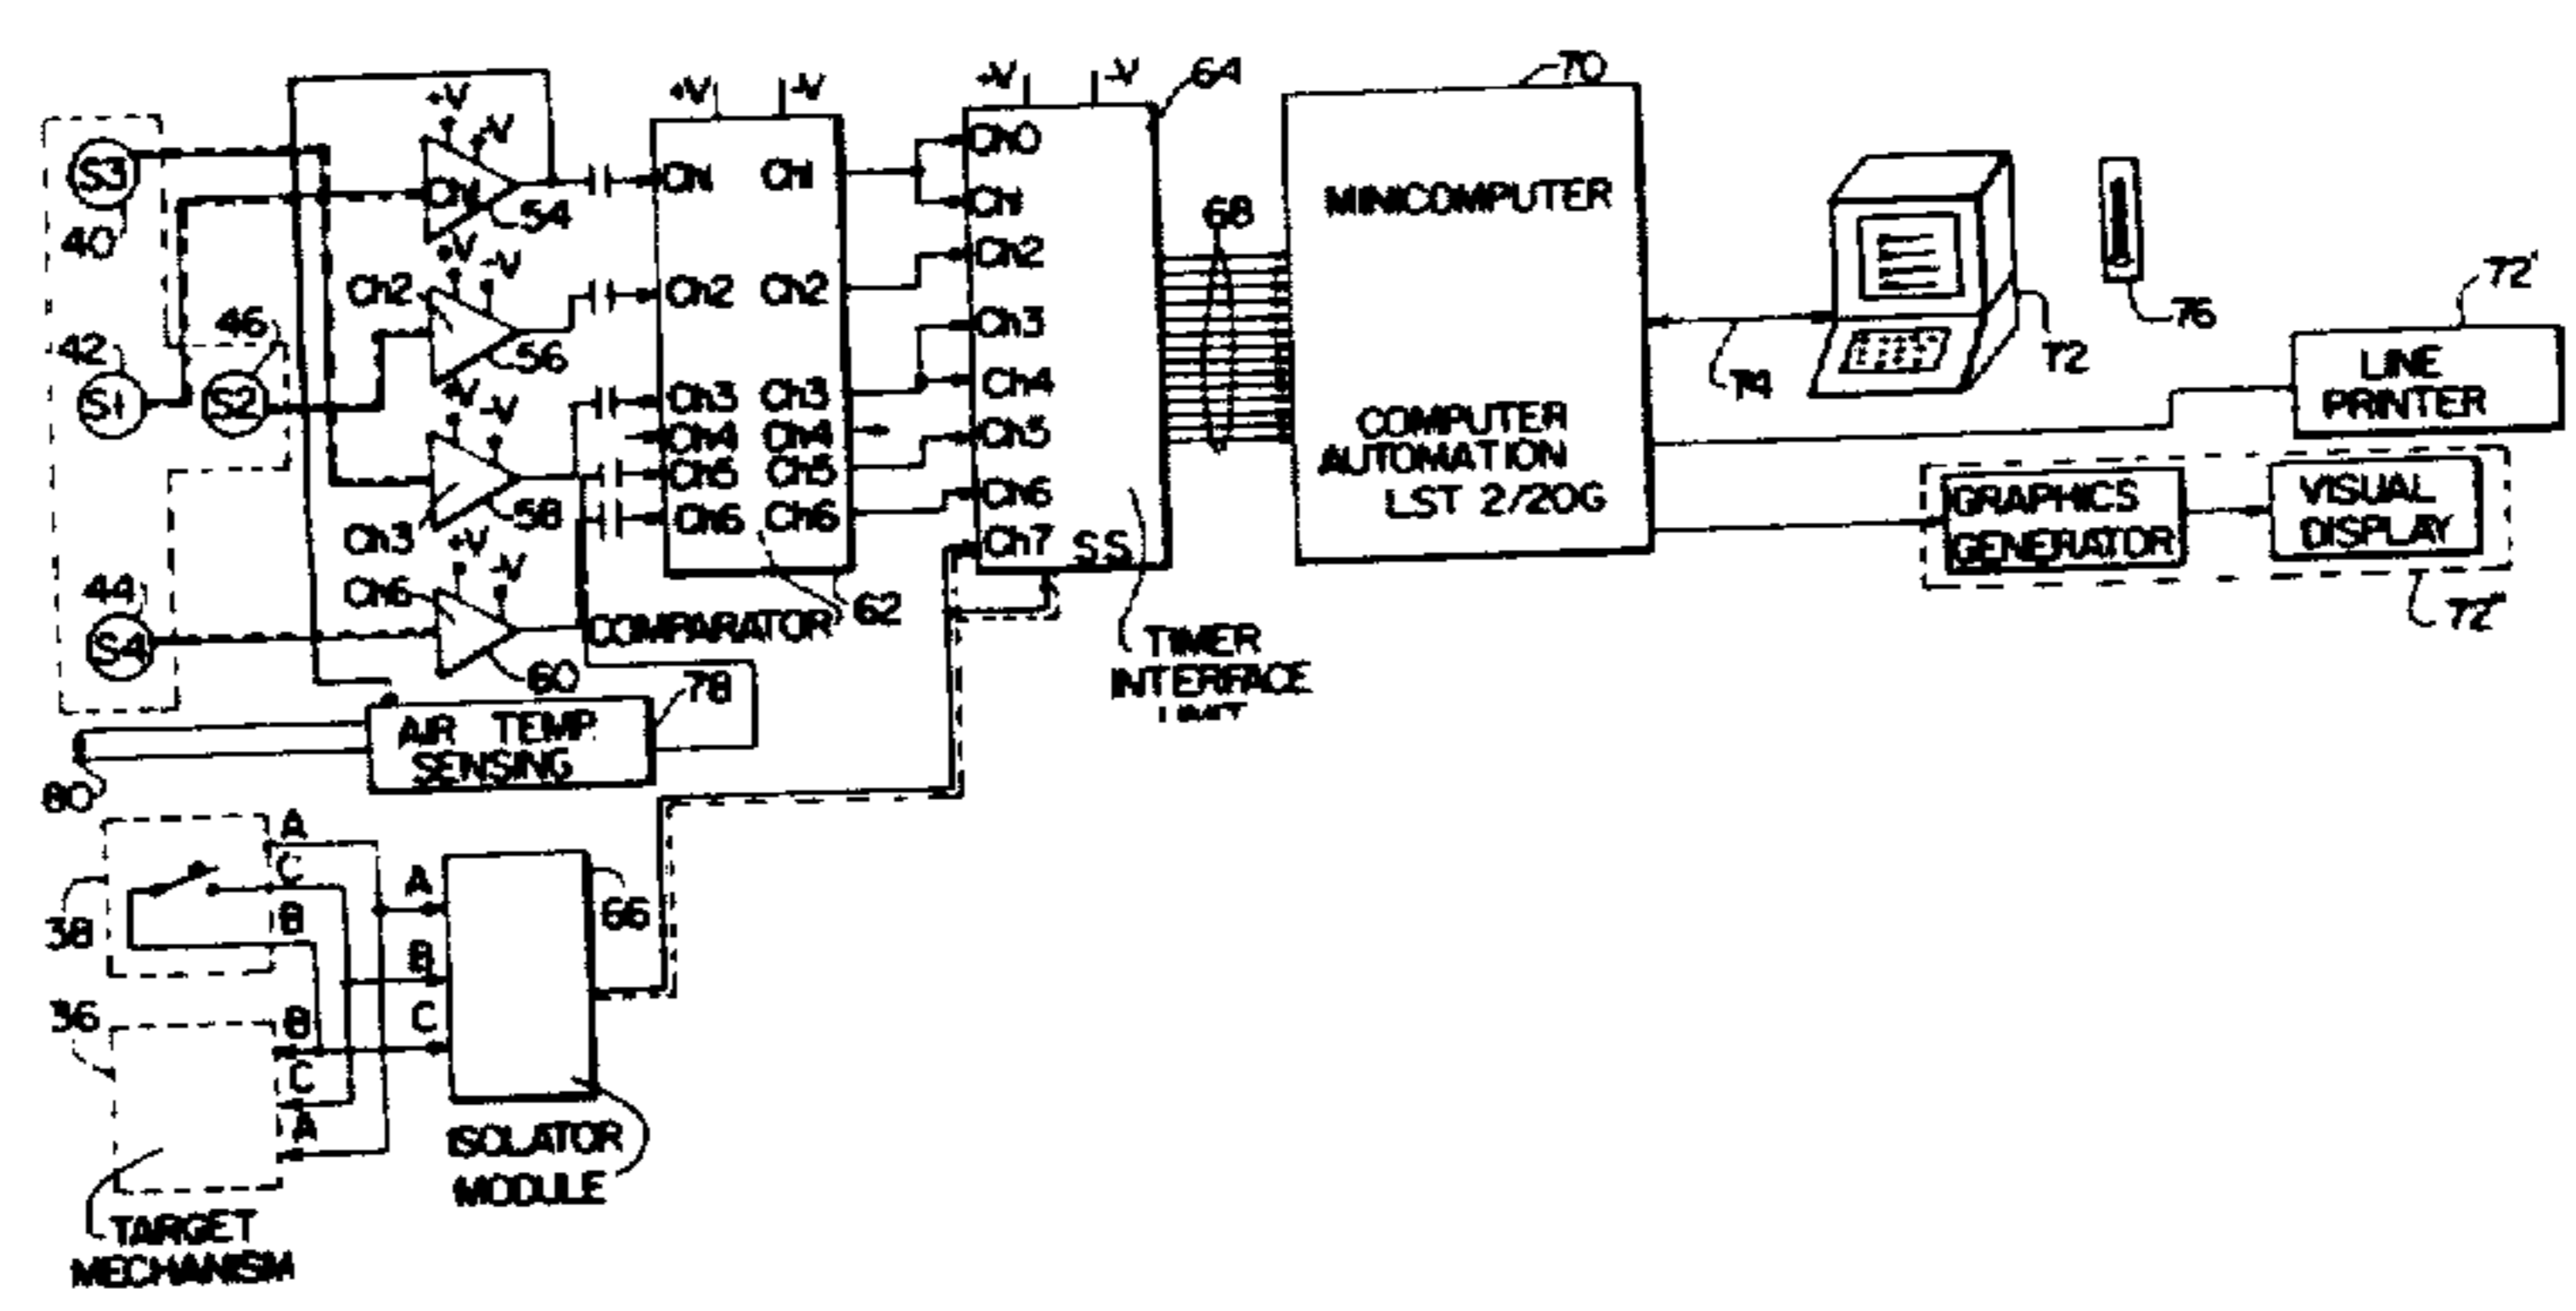 +V
-V
S3
40
Ch1
54
+V
-V
Ch1
Ch1
+V
-V
64
Ch0
Ch1
Ch2
Ch3
Ch4
Ch5
Ch6
Ch7
SS
+V
-V
Ch2
56
Ch2
Ch2
42
S1
46
S2
+V
-V
Ch3
58
Ch3
Ch3
Ch4
Ch4
Ch5
Ch5
Ch6
Ch6
+V
-V
Ch6
60
44
S4
COMPARATOR
62
TIMER
INTERFACE
68
70
MINICOMPUTER
COMPUTER
AUTOMATION
LST 2/20G
74
72
76
72'
LINE
PRINTER
GRAPHICS
GENERATOR
VISUAL
DISPLAY
72"
78
AIR TEMP.
SENSING
80
38
A
C
B
A
B
C
66
36
B
C
A
ISOLATOR
MODULE
TARGET
MECHANISM